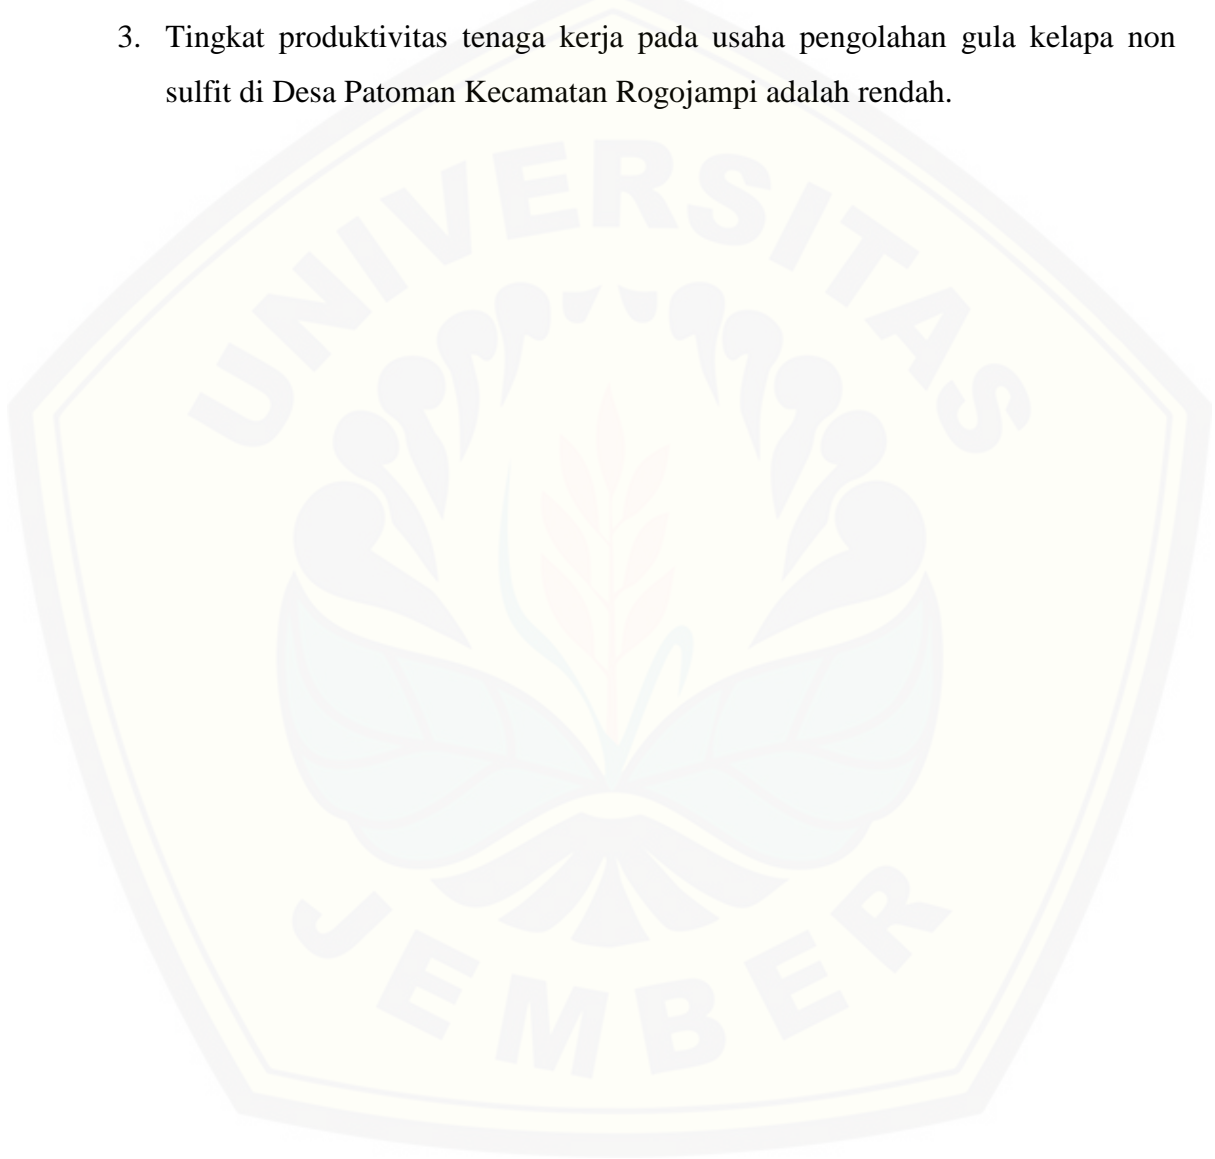 3. Tingkat produktivitas tenaga kerja pada usaha pengolahan gula kelapa non
sulfit di Desa Patoman Kecamatan Rogojampi adalah rendah.
UNIVERSITAS
JEMBER